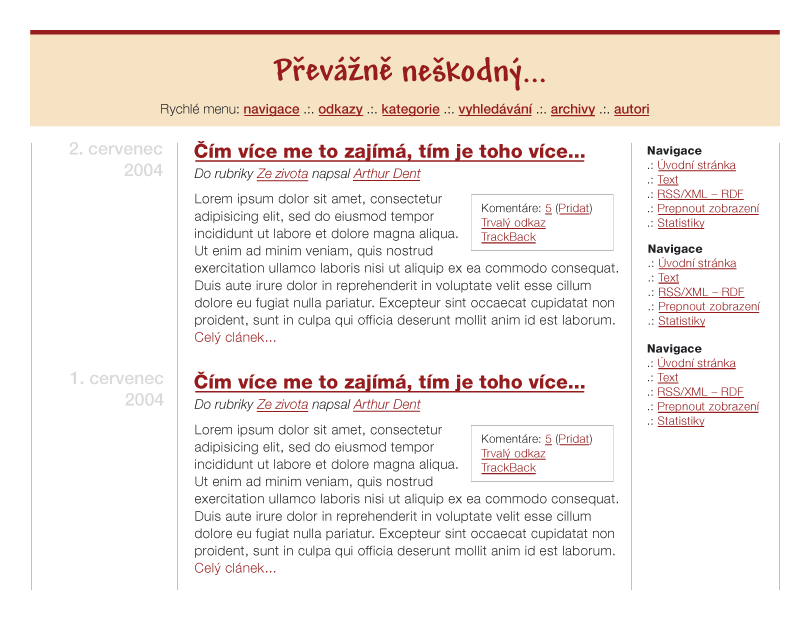 Převážně neškodný...
Rychlé menu: navigace .:. odkazy .:. kategorie .:. vyhledávání .:. archivy .:. autori
2. cervenec
2004
Čím více me to zajímá, tím je toho více...
Do rubriky Ze zivota napsal Arthur Dent
Lorem ipsum dolor sit amet, consectetur
adipisicing elit, sed do eiusmod tempor
incididunt ut labore et dolore magna aliqua.
Ut enim ad minim veniam, quis nostrud
exercitation ullamco laboris nisi ut aliquip ex ea commodo consequat.
Duis aute irure dolor in reprehenderit in voluptate velit esse cillum
dolore eu fugiat nulla pariatur. Excepteur sint occaecat cupidatat non
proident, sunt in culpa qui officia deserunt mollit anim id est laborum.
Celý clánek...
Komentáre: 5 (Pridat)
Trvalý odkaz
TrackBack
1. cervenec
2004
Čím více me to zajímá, tím je toho více...
Do rubriky Ze zivota napsal Arthur Dent
Lorem ipsum dolor sit amet, consectetur
adipisicing elit, sed do eiusmod tempor
incididunt ut labore et dolore magna aliqua.
Ut enim ad minim veniam, quis nostrud
exercitation ullamco laboris nisi ut aliquip ex ea commodo consequat.
Duis aute irure dolor in reprehenderit in voluptate velit esse cillum
dolore eu fugiat nulla pariatur. Excepteur sint occaecat cupidatat non
proident, sunt in culpa qui officia deserunt mollit anim id est laborum.
Celý clánek...
Komentáre: 5 (Pridat)
Trvalý odkaz
TrackBack
Navigace
.: Úvodní stránka
.: Text
.: RSS/XML – RDF
.: Prepnout zobrazení
.: Statistiky
Navigace
.: Úvodní stránka
.: Text
.: RSS/XML – RDF
.: Prepnout zobrazení
.: Statistiky
Navigace
.: Úvodní stránka
.: Text
.: RSS/XML – RDF
.: Prepnout zobrazení
.: Statistiky